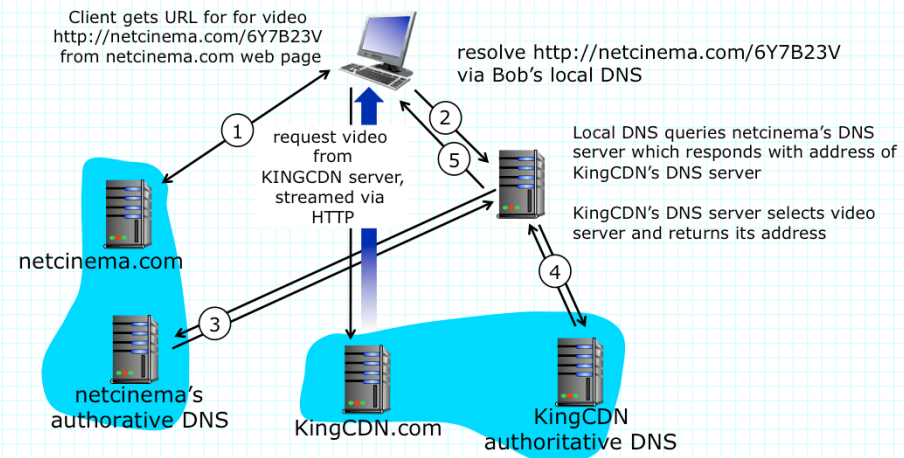 Client gets URL for for video
http://netcinema.com/6Y7B23V
from netcinema.com web page
resolve http://netcinema.com/6Y7B23V
via Bob's local DNS
1
2
5
request video
from
KINGCDN server,
streamed via
HTTP
Local DNS queries netcinema's DNS
server which responds with address of
KingCDN's DNS server
KingCDN's DNS server selects video
server and returns its address
netcinema.com
4
3
netcinema's
authorative DNS
KingCDN.com
KingCDN
authoritative DNS